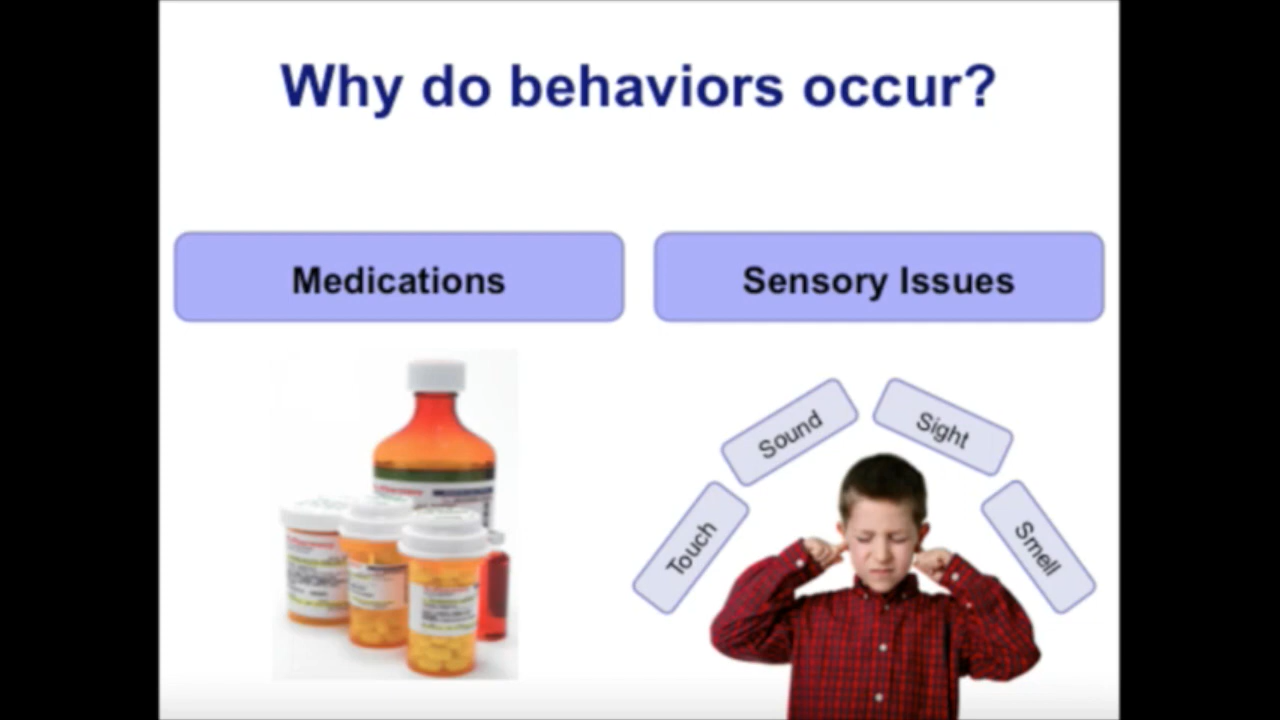 Why do behaviors occur?
Medications
Sensory Issues
Sound
Sight
Touch
Smell